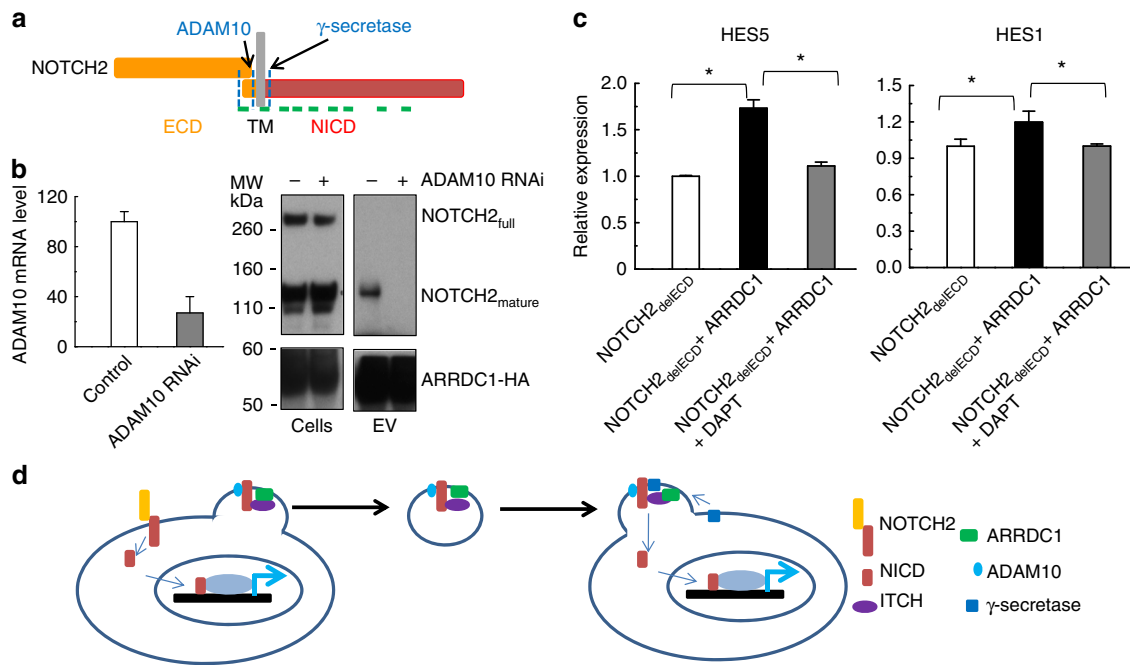 a
ADAM10
γ-secretase
NOTCH2
ECD
TM
NICD
b
ADAM10 mRNA level
120
80
40
0
Control
ADAM10 RNAi
MW
kDa
– + – + ADAM10 RNAi
260
160
110
60
50
NOTCH2full
NOTCH2mature
ARRDC1-HA
Cells
EV
c
HES5
Relative expression
2.0
1.5
1.0
0.5
0
*
*
NOTCH2delECD
NOTCH2delECD+ ARRDC1
NOTCH2delECD+ ARRDC1
+ DAPT
HES1
1.5
1.2
0.9
0.6
0.3
0.0
*
*
NOTCH2delECD
NOTCH2delECD+ ARRDC1
NOTCH2delECD+ ARRDC1
+ DAPT
d
NOTCH2
NICD
ITCH
ARRDC1
ADAM10
γ-secretase